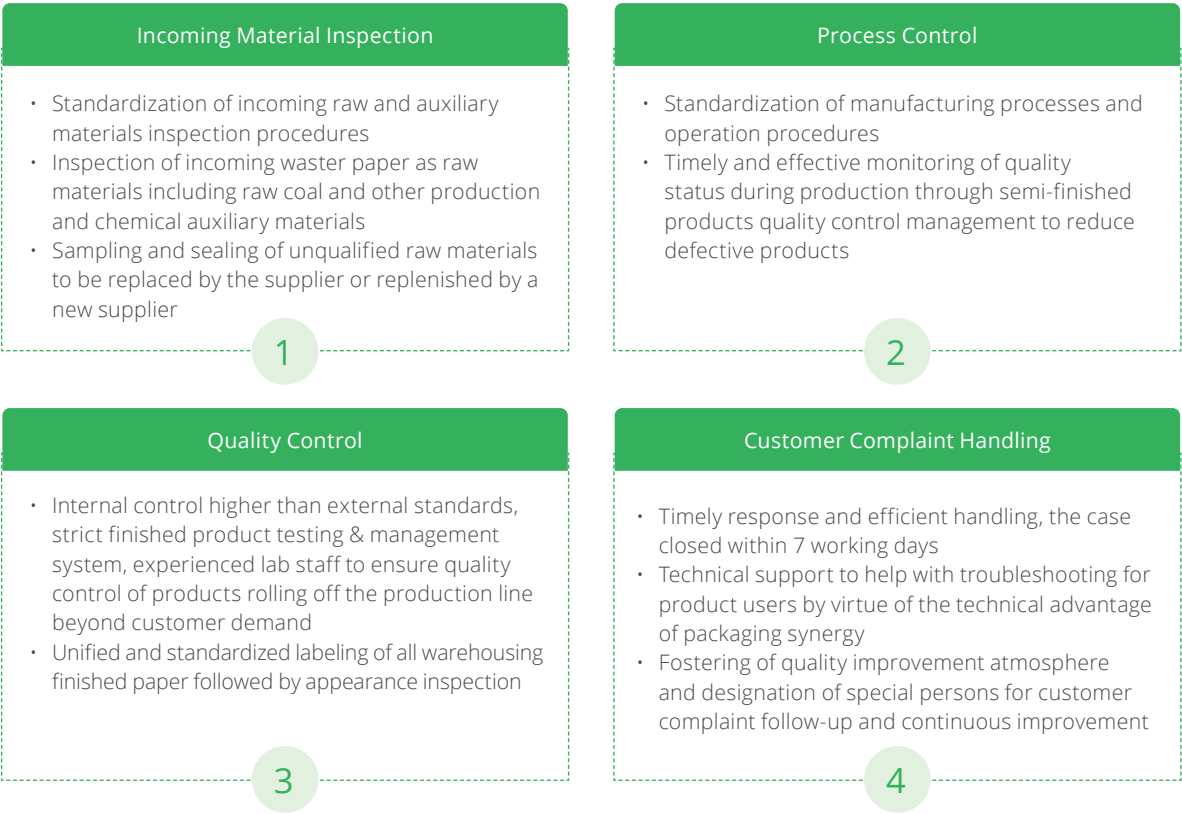 Incoming Material Inspection
• Standardization of incoming raw and auxiliary
materials inspection procedures
• Inspection of incoming waster paper as raw
materials including raw coal and other production
and chemical auxiliary materials
• Sampling and sealing of unqualified raw materials
to be replaced by the supplier or replenished by a
new supplier
1
Process Control
• Standardization of manufacturing processes and
operation procedures
• Timely and effective monitoring of quality
status during production through semi-finished
products quality control management to reduce
defective products
2
Quality Control
• Internal control higher than external standards,
strict finished product testing & management
system, experienced lab staff to ensure quality
control of products rolling off the production line
beyond customer demand
• Unified and standardized labeling of all warehousing
finished paper followed by appearance inspection
3
Customer Complaint Handling
• Timely response and efficient handling, the case
closed within 7 working days
• Technical support to help with troubleshooting for
product users by virtue of the technical advantage
of packaging synergy
• Fostering of quality improvement atmosphere
and designation of special persons for customer
complaint follow-up and continuous improvement
4